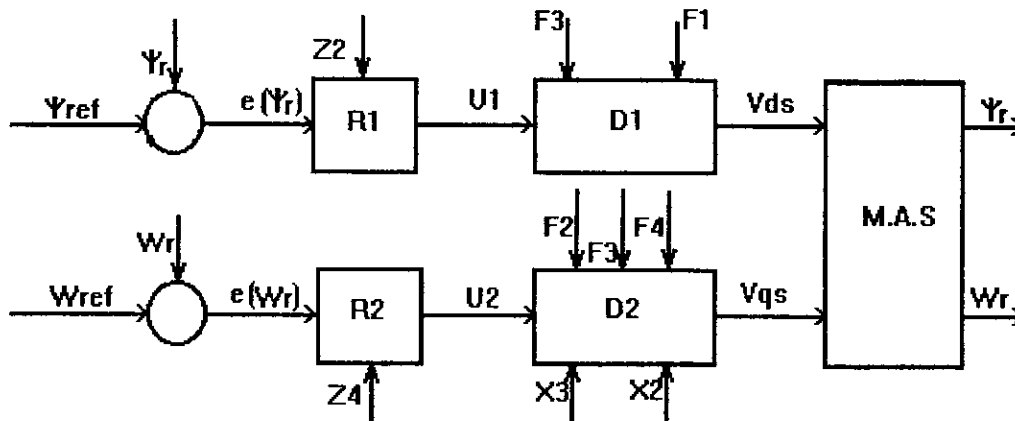 F3 F1
Ψr Z2
Ψref e(Ψr) R1 U1 D1 Vds Ψr
M.A.S
Wr F2 F3 F4
Wref e(Wr) R2 U2 D2 Vqs Wr
Z4 X3 X2